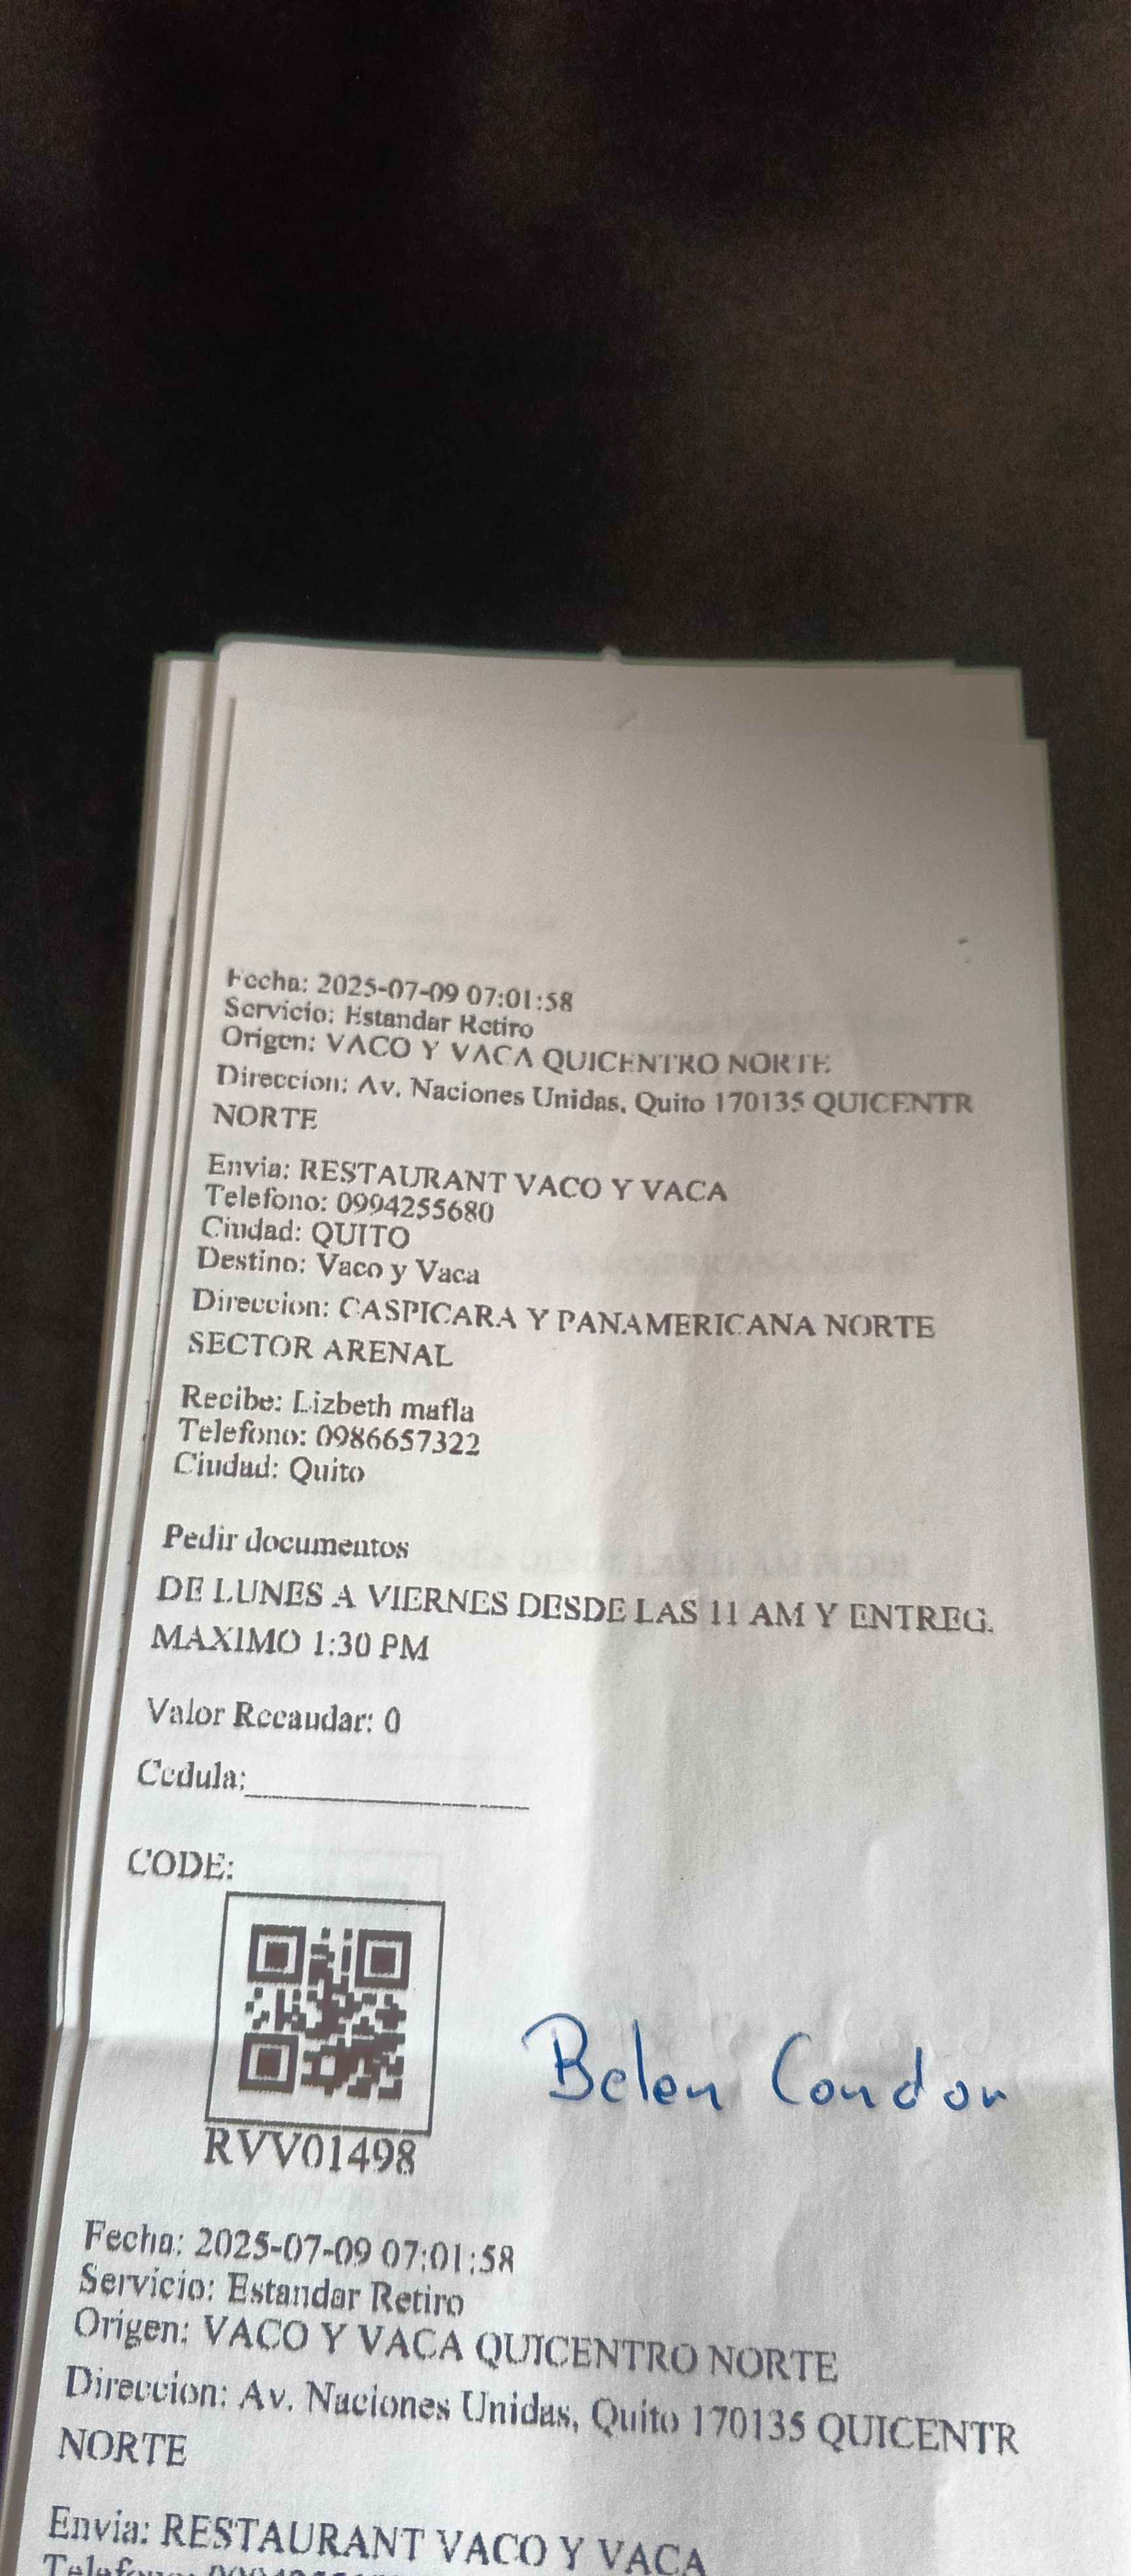 Fecha: 2025-07-09 07:01:58
Servicio: Estandar Retiro
Origen: VACO Y VACA QUICENTRO NORTE
Direccion: Av. Naciones Unidas, Quito 170135 QUICENTR
NORTE
Envia: RESTAURANT VACO Y VACA
Telefono: 0994255680
Ciudad: QUITO
Destino: Vaco y Vaca
Direccion: CASPICARA Y PANAMERICANA NORTE
SECTOR ARENAL
Recibe: Lizbeth mafla
Telefono: 0986657322
Ciudad: Quito
Pedir documentos
DE LUNES A VIERNES DESDE LAS 11 AM Y ENTREG.
MAXIMO 1:30 PM
Valor Recaudar: 0
Cedula:
CODE:
Belen Condor
RVV01498
Fecha: 2025-07-09 07:01:58
Servicio: Estandar Retiro
Origen: VACO Y VACA QUICENTRO NORTE
Direccion: Av. Naciones Unidas, Quito 170135 QUICENTR
NORTE
Envia: RESTAURANT VACO Y VACA
Telefono: